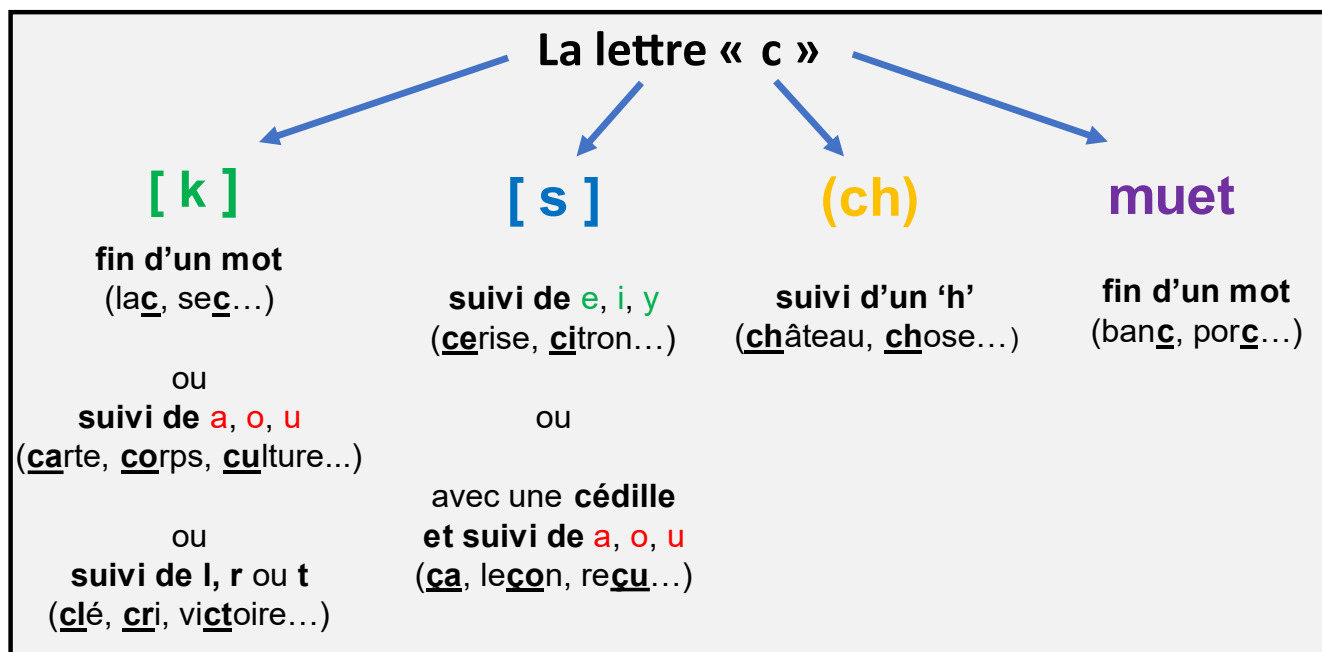 La lettre « c »
[ k ]
fin d’un mot
(lac, sec…)
ou
suivi de a, o, u
(carte, corps, culture...)
ou
suivi de l, r ou t
(clé, cri, victoire…)
[ s ]
suivi de e, i, y
(cerise, citron…)
ou
avec une cédille
et suivi de a, o, u
(ça, leçon, reçu…)
(ch)
suivi d’un ‘h’
(château, chose…)
muet
fin d’un mot
(banc, porc…)